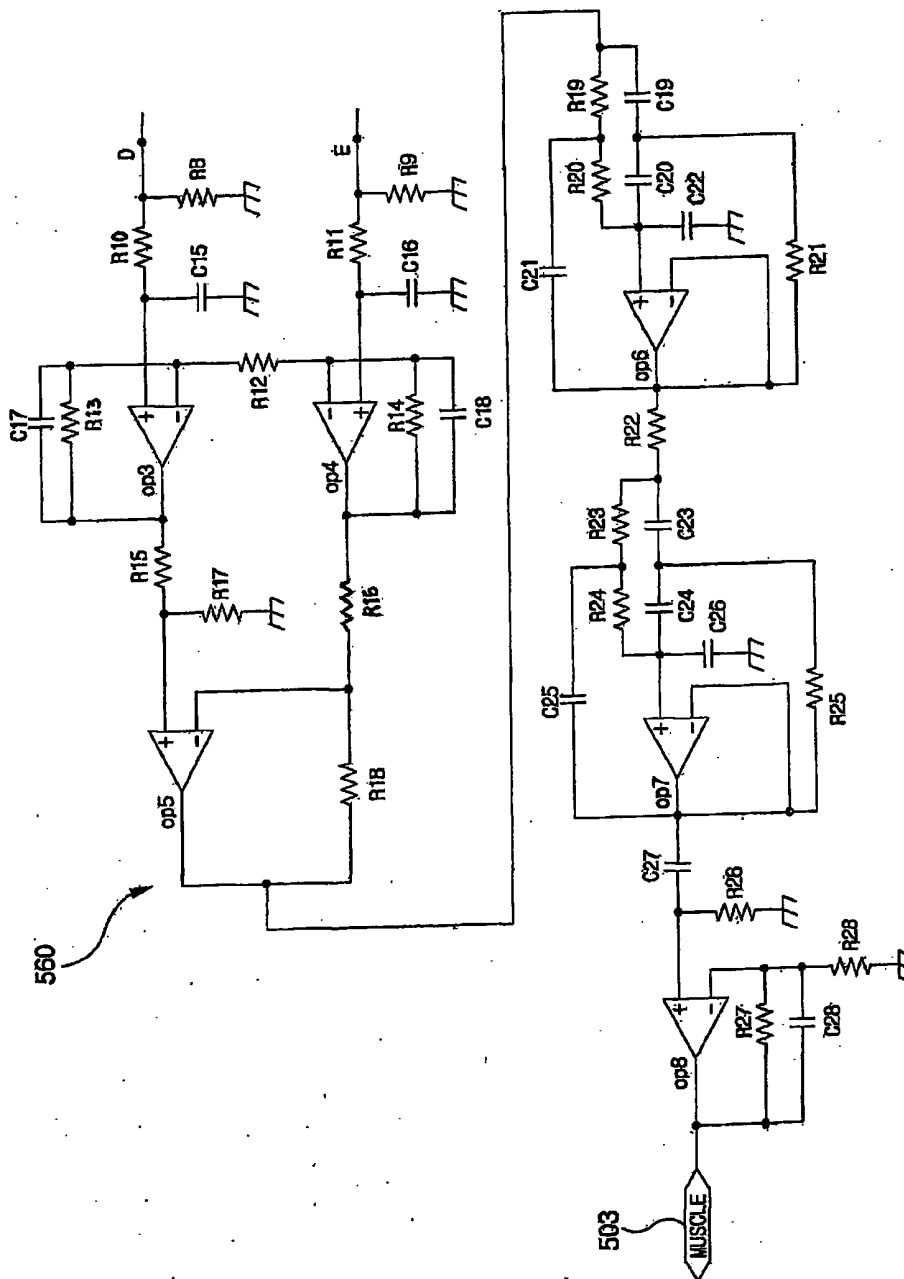 560
D
R8
R10
C15
E
R9
R11
C16
C17
R13
+
−
op3
R12
−
+
op4
R14
C18
R15
R17
R16
+
−
op5
R18
R19
C19
R20
C20
C21
C22
+
−
op6
R21
R22
R23
C23
R24
C24
C25
C26
+
−
op7
R25
C27
R26
+
−
op8
R27
C28
R28
MUSCLE
503